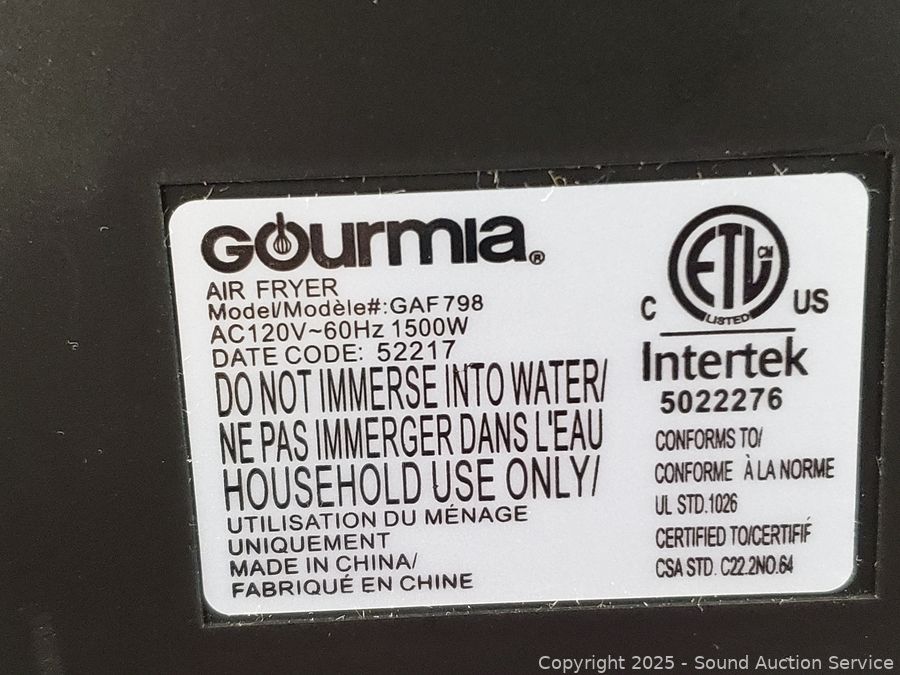 Gourmia®
AIR FRYER
Model/Modèle#:GAF798
AC120V~60Hz 1500W
DATE CODE: 52217
DO NOT IMMERSE INTO WATER/
NE PAS IMMERGER DANS L'EAU
HOUSEHOLD USE ONLY/
UTILISATION DU MÉNAGE
UNIQUEMENT
MADE IN CHINA/
FABRIQUÉ EN CHINE
ETL CM
LISTED
C US
Intertek
5022276
CONFORMS TO/
CONFORME À LA NORME
UL STD.1026
CERTIFIED TO/CERTIFIÉ
CSA STD. C22.2NO.64
Copyright 2025 - Sound Auction Service